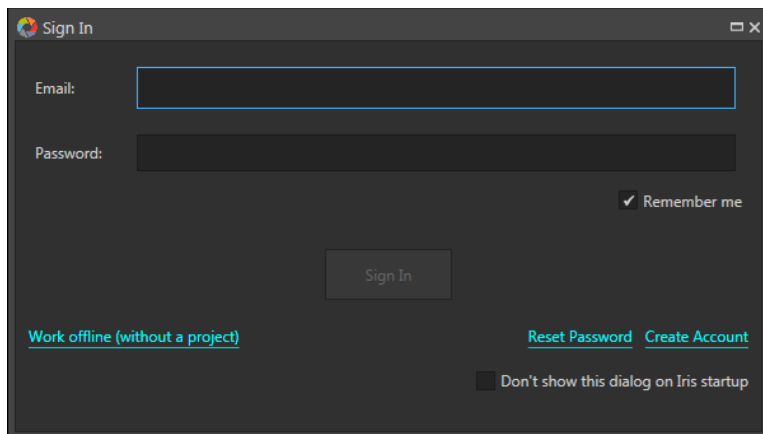 Sign In
Email:
Password:
Remember me
Sign In
Work offline (without a project) Reset Password Create Account
Don't show this dialog on Iris startup